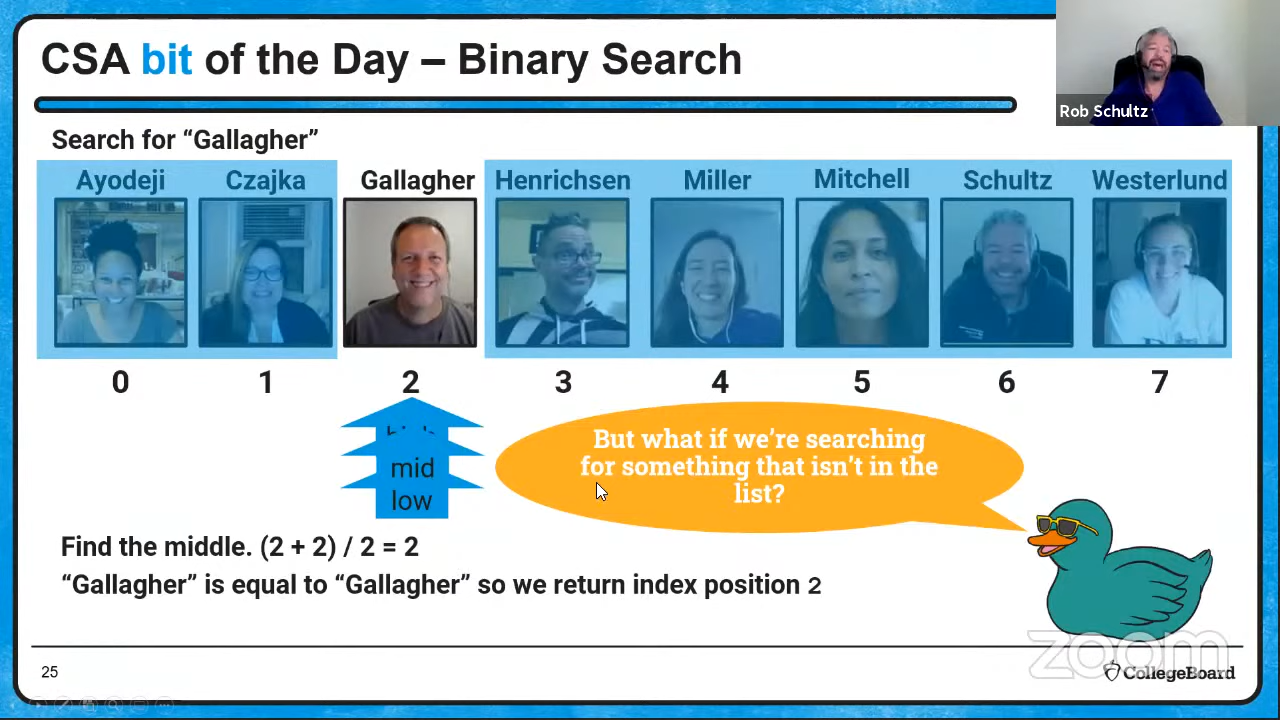 CSA bit of the Day – Binary Search
Rob Schultz
Search for “Gallagher”
Ayodeji Czajka Gallagher Henrichsen Miller Mitchell Schultz Westerlund
0 1 2 3 4 5 6 7
mid
low
But what if we’re searching
for something that isn’t in the
list?
Find the middle. (2 + 2) / 2 = 2
“Gallagher” is equal to “Gallagher” so we return index position 2
zoom
25
CollegeBoard